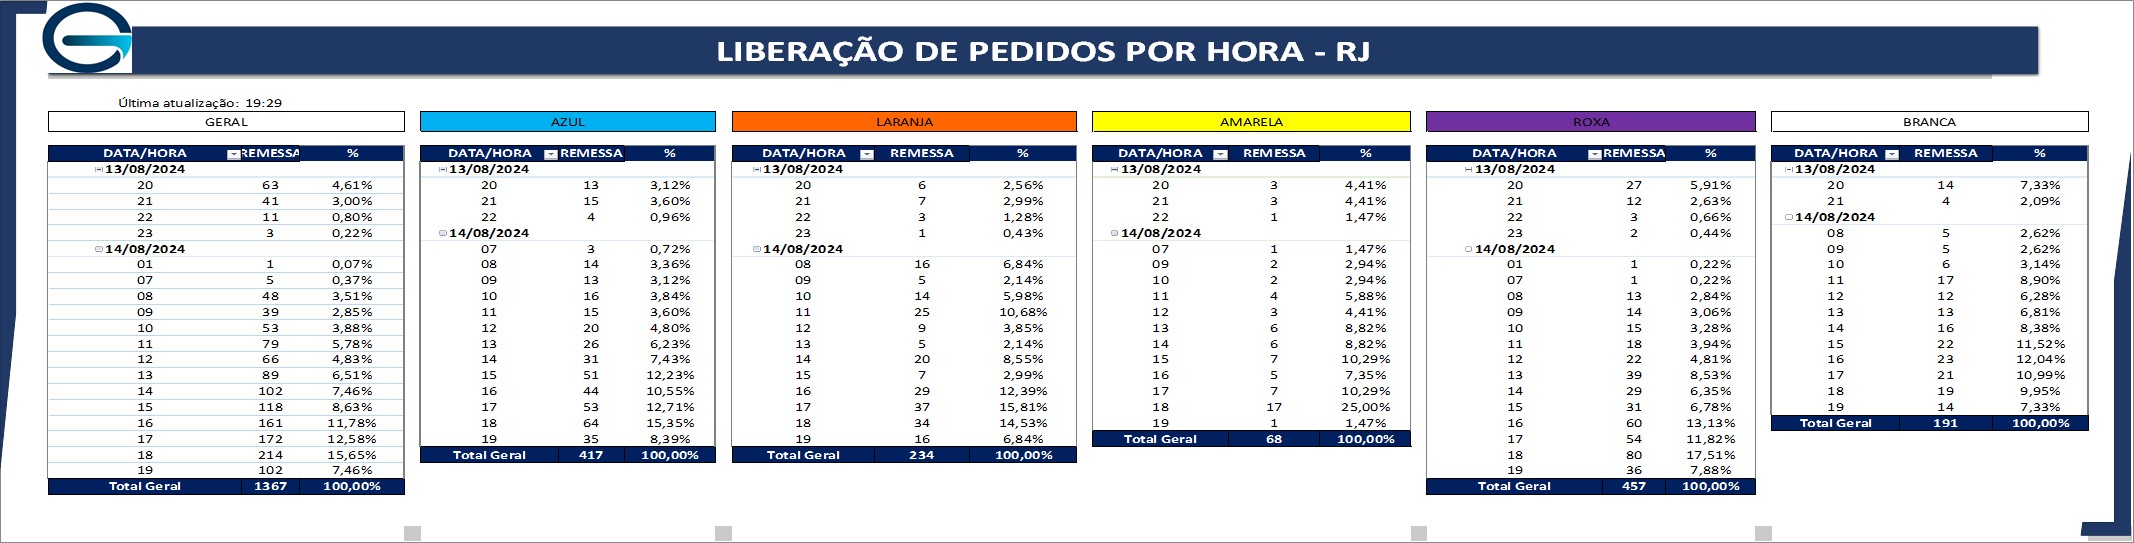 LIBERAÇÃO DE PEDIDOS POR HORA - RJ
Última atualização: 19:29
GERAL
DATA/HORA REMESSA %
13/08/2024
20 63 4,61%
21 41 3,00%
22 11 0,80%
23 3 0,22%
14/08/2024
01 1 0,07%
07 5 0,37%
08 48 3,51%
09 39 2,85%
10 53 3,88%
11 79 5,78%
12 66 4,83%
13 89 6,51%
14 102 7,46%
15 118 8,63%
16 161 11,78%
17 172 12,58%
18 214 15,65%
19 102 7,46%
Total Geral 1367 100,00%
AZUL
DATA/HORA REMESSA %
13/08/2024
20 13 3,12%
21 15 3,60%
22 4 0,96%
14/08/2024
07 3 0,72%
08 14 3,36%
09 13 3,12%
10 16 3,84%
11 15 3,60%
12 20 4,80%
13 26 6,23%
14 31 7,43%
15 51 12,23%
16 44 10,55%
17 53 12,71%
18 64 15,35%
19 35 8,39%
Total Geral 417 100,00%
LARANJA
DATA/HORA REMESSA %
13/08/2024
20 6 2,56%
21 7 2,99%
22 3 1,28%
23 1 0,43%
14/08/2024
08 16 6,84%
09 5 2,14%
10 14 5,98%
11 25 10,68%
12 9 3,85%
13 5 2,14%
14 20 8,55%
15 7 2,99%
16 29 12,39%
17 37 15,81%
18 34 14,53%
19 16 6,84%
Total Geral 234 100,00%
AMARELA
DATA/HORA REMESSA %
13/08/2024
20 3 4,41%
21 3 4,41%
22 1 1,47%
14/08/2024
07 1 1,47%
09 2 2,94%
10 2 2,94%
11 4 5,88%
12 3 4,41%
13 6 8,82%
14 6 8,82%
15 7 10,29%
16 5 7,35%
17 7 10,29%
18 17 25,00%
19 1 1,47%
Total Geral 68 100,00%
ROXA
DATA/HORA REMESSA %
13/08/2024
20 27 5,91%
21 12 2,63%
22 3 0,66%
23 2 0,44%
14/08/2024
01 1 0,22%
07 1 0,22%
08 13 2,84%
09 14 3,06%
10 15 3,28%
11 18 3,94%
12 22 4,81%
13 39 8,53%
14 29 6,35%
15 31 6,78%
16 60 13,13%
17 54 11,82%
18 80 17,51%
19 36 7,88%
Total Geral 457 100,00%
BRANCA
DATA/HORA REMESSA %
13/08/2024
20 14 7,33%
21 4 2,09%
14/08/2024
08 5 2,62%
09 5 2,62%
10 6 3,14%
11 17 8,90%
12 12 6,28%
13 13 6,81%
14 16 8,38%
15 22 11,52%
16 23 12,04%
17 21 10,99%
18 19 9,95%
19 14 7,33%
Total Geral 191 100,00%